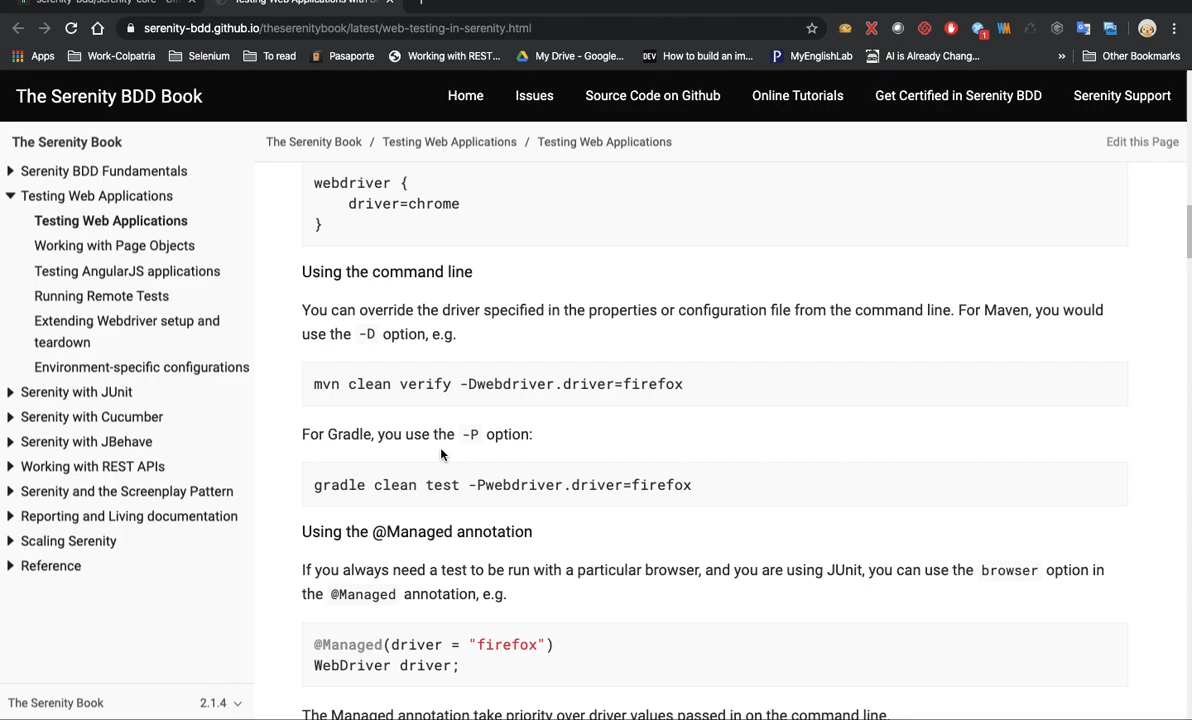 serenity-bdd.github.io/theserenitybook/latest/web-testing-in-serenity.html
1
Apps Work-Colpatria Selenium To read Pasaporte Working with REST... My Drive - Google... DEV How to build an im... P MyEnglishLab AI is Already Chang... » Other Bookmarks
The Serenity BDD Book Home Issues Source Code on Github Online Tutorials Get Certified in Serenity BDD Serenity Support
The Serenity Book
Serenity BDD Fundamentals
Testing Web Applications
Testing Web Applications
Working with Page Objects
Testing AngularJS applications
Running Remote Tests
Extending Webdriver setup and
teardown
Environment-specific configurations
Serenity with JUnit
Serenity with Cucumber
Serenity with JBehave
Working with REST APIs
Serenity and the Screenplay Pattern
Reporting and Living documentation
Scaling Serenity
Reference
The Serenity Book 2.1.4
The Serenity Book / Testing Web Applications / Testing Web Applications Edit this Page
webdriver {
driver=chrome
}
Using the command line
You can override the driver specified in the properties or configuration file from the command line. For Maven, you would
use the -D option, e.g.
mvn clean verify -Dwebdriver.driver=firefox
For Gradle, you use the -P option:
gradle clean test -Pwebdriver.driver=firefox
Using the @Managed annotation
If you always need a test to be run with a particular browser, and you are using JUnit, you can use the browser option in
the @Managed annotation, e.g.
@Managed(driver = "firefox")
WebDriver driver;
The Managed annotation take priority over driver values passed in on the command line.